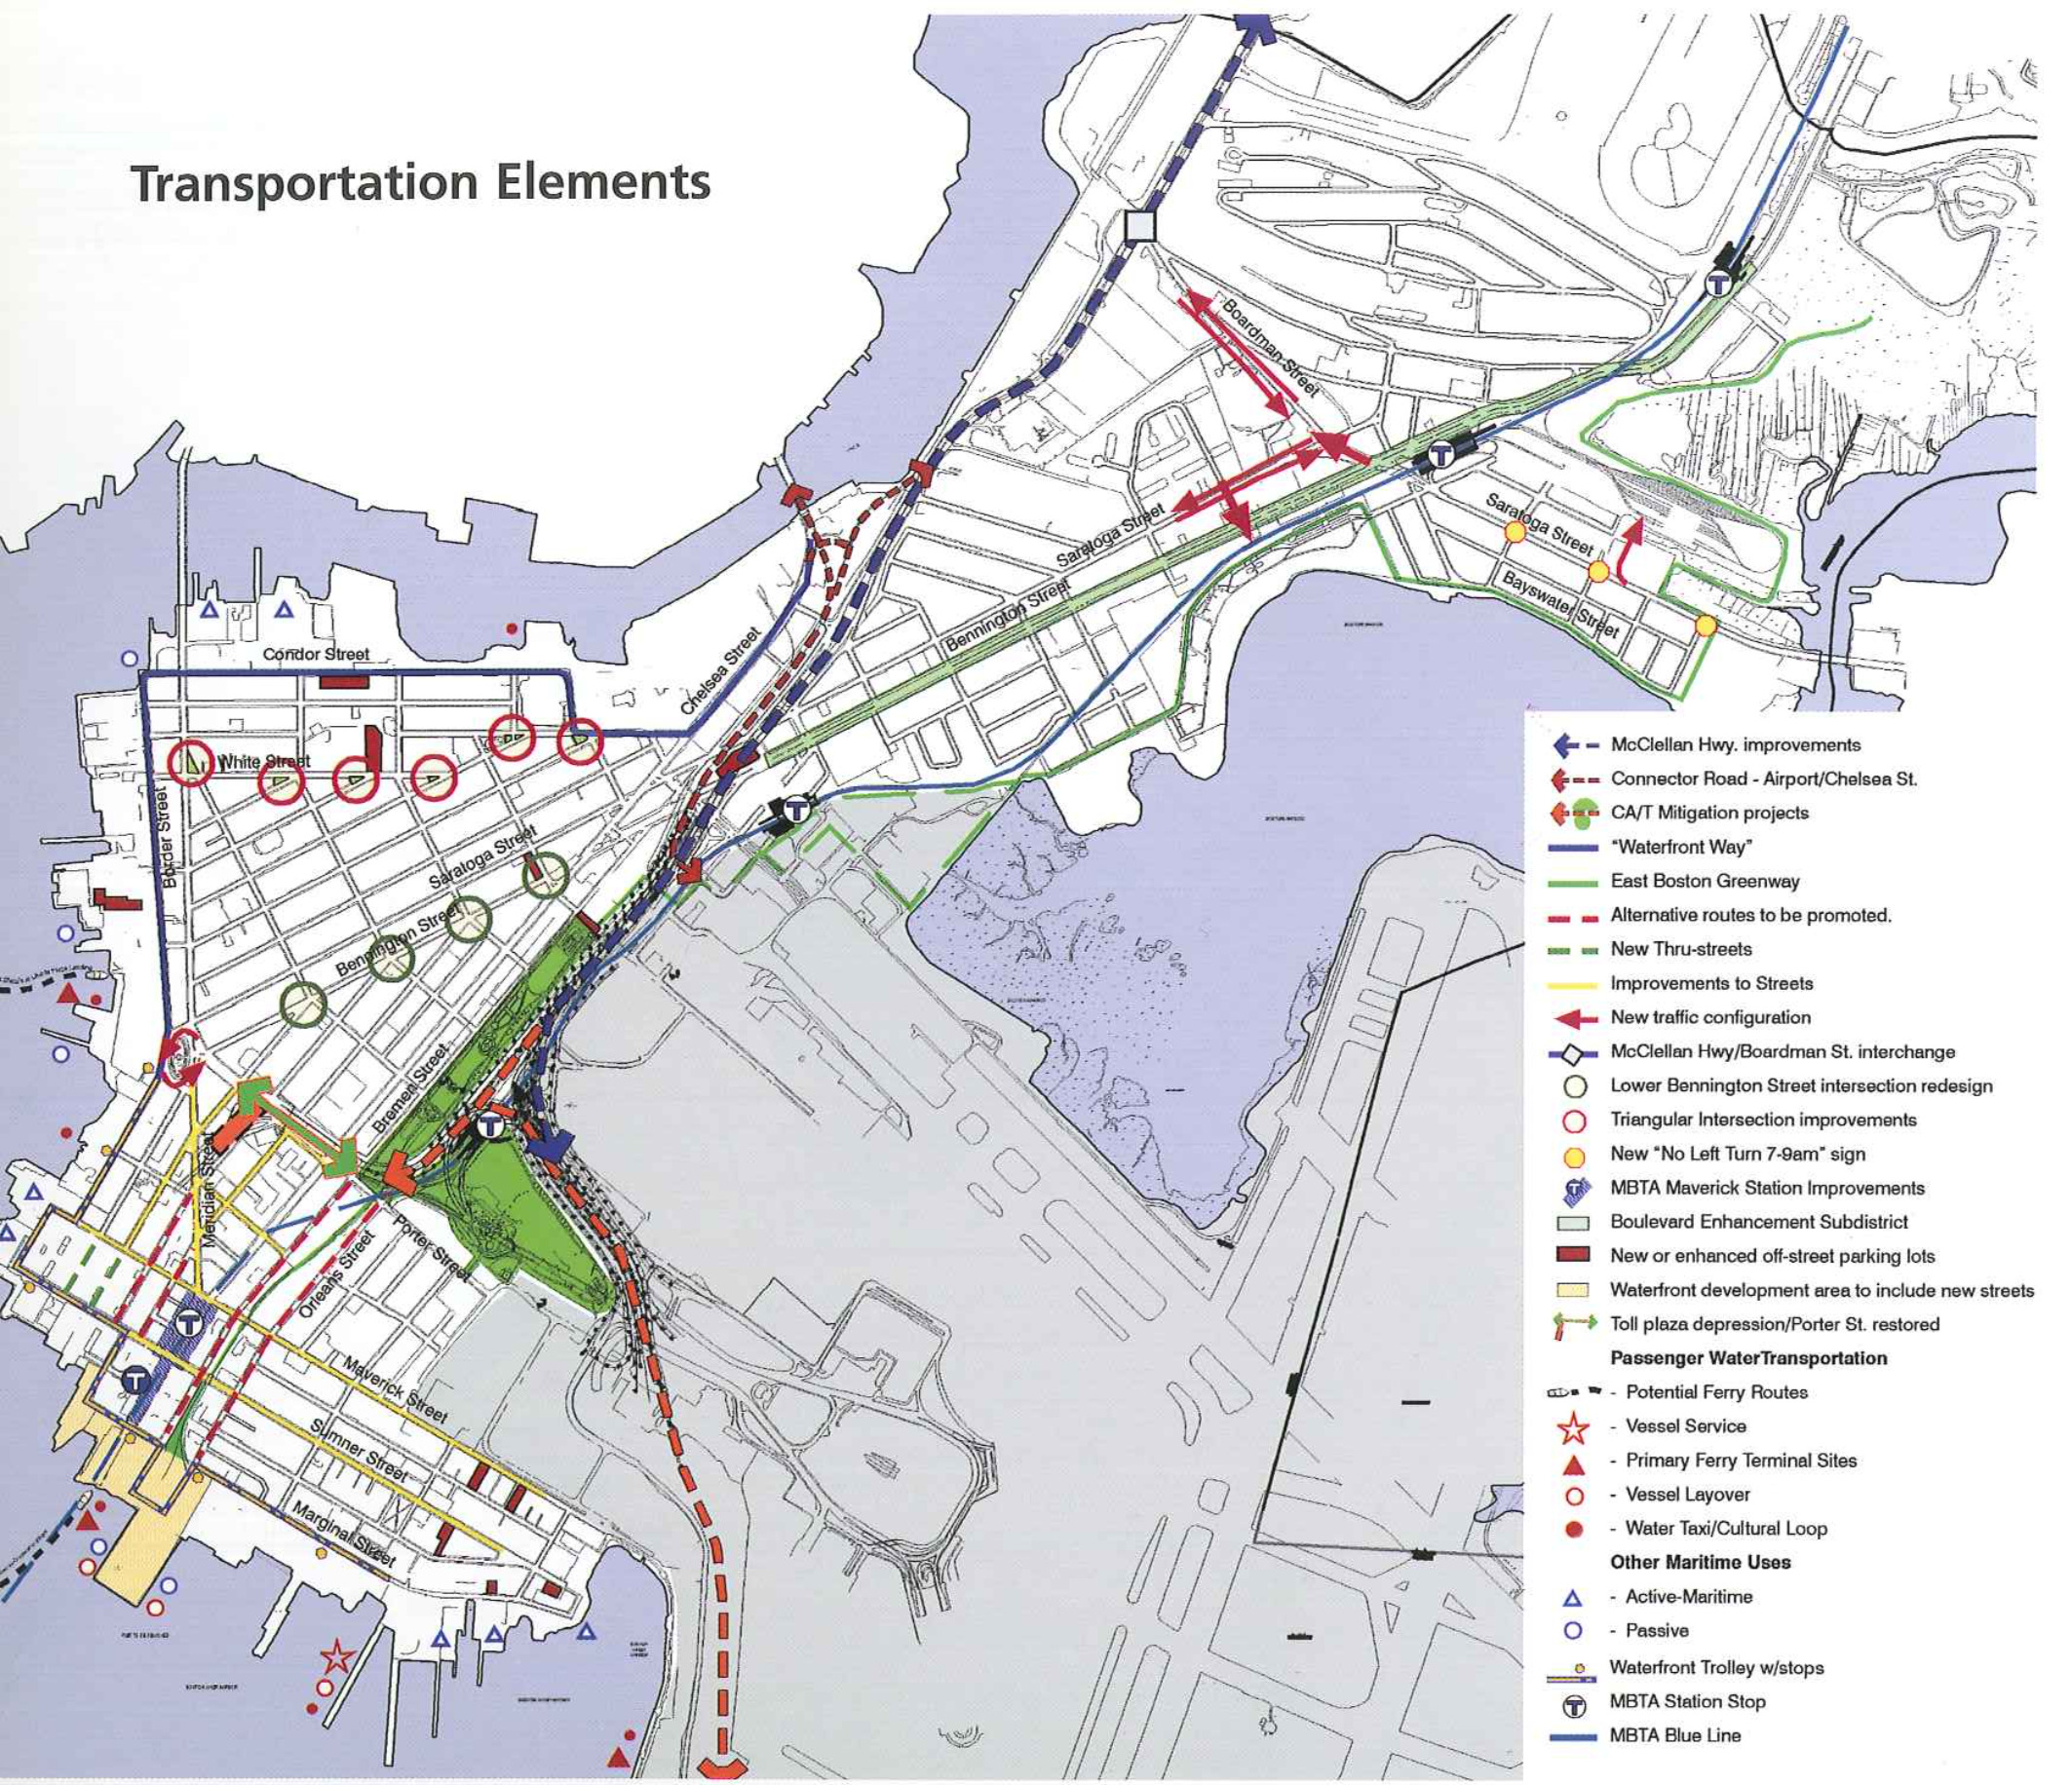 Transportation Elements
Boardman Street
Saratoga Street
Saratoga Street
Bennington Street
Bayswater Street
Condor Street
Chelsea Street
White Street
Border Street
Saratoga Street
Bennington Street
Bremen Street
Meridian Street
Porter Street
Orleans Street
Maverick Street
Sumner Street
Marginal Street
T
T
T
T
T
T
McClellan Hwy. improvements
Connector Road - Airport/Chelsea St.
CA/T Mitigation projects
“Waterfront Way”
East Boston Greenway
Alternative routes to be promoted.
New Thru-streets
Improvements to Streets
New traffic configuration
McClellan Hwy/Boardman St. interchange
Lower Bennington Street intersection redesign
Triangular Intersection improvements
New “No Left Turn 7-9am” sign
T MBTA Maverick Station Improvements
Boulevard Enhancement Subdistrict
New or enhanced off-street parking lots
Waterfront development area to include new streets
Toll plaza depression/Porter St. restored
Passenger WaterTransportation
- Potential Ferry Routes
- Vessel Service
- Primary Ferry Terminal Sites
- Vessel Layover
- Water Taxi/Cultural Loop
Other Maritime Uses
- Active-Maritime
- Passive
Waterfront Trolley w/stops
T MBTA Station Stop
MBTA Blue Line